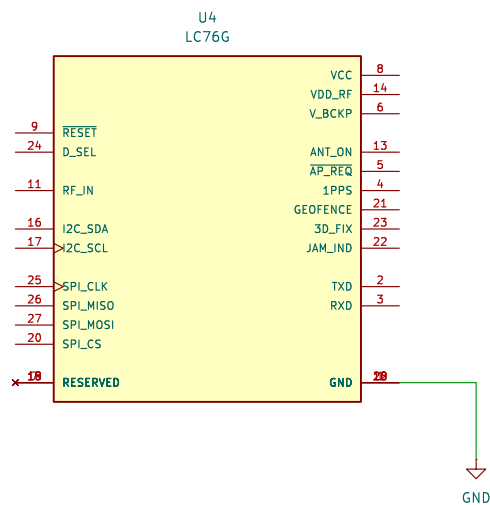 U4
LC76G
8
VCC
14
VDD_RF
6
V_BCKP
9
RESET
24
D_SEL
13
ANT_ON
5
AP_REQ
11
RF_IN
4
1PPS
21
GEOFENCE
16
I2C_SDA
23
3D_FIX
17
I2C_SCL
22
JAM_IND
25
SPI_CLK
2
TXD
26
SPI_MISO
3
RXD
27
SPI_MOSI
20
SPI_CS
RESERVED
GND
GND